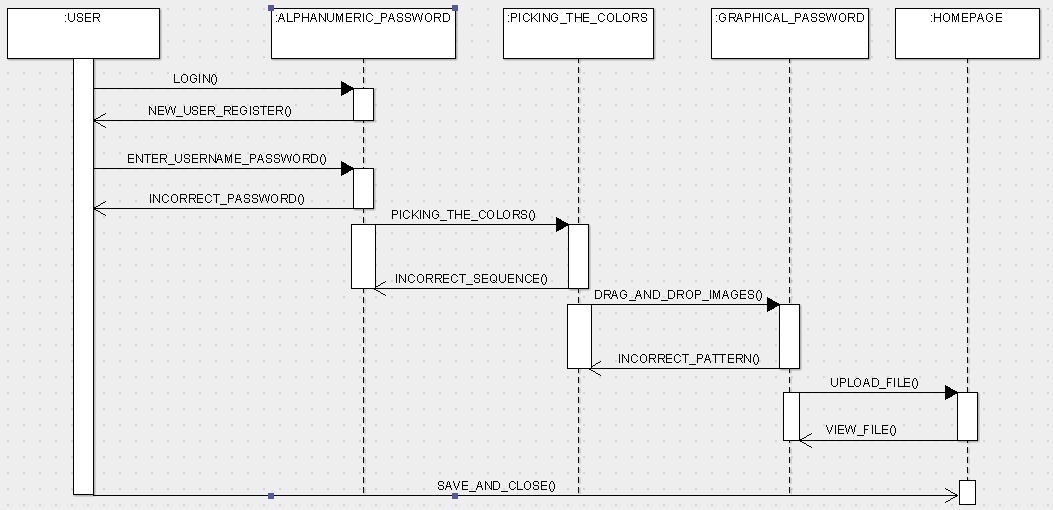 :USER
:ALPHANUMERIC_PASSWORD
:PICKING_THE_COLORS
:GRAPHICAL_PASSWORD
:HOMEPAGE
LOGIN()
NEW_USER_REGISTER()
ENTER_USERNAME_PASSWORD()
INCORRECT_PASSWORD()
PICKING_THE_COLORS()
INCORRECT_SEQUENCE()
DRAG_AND_DROP_IMAGES()
INCORRECT_PATTERN()
UPLOAD_FILE()
VIEW_FILE()
SAVE_AND_CLOSE()